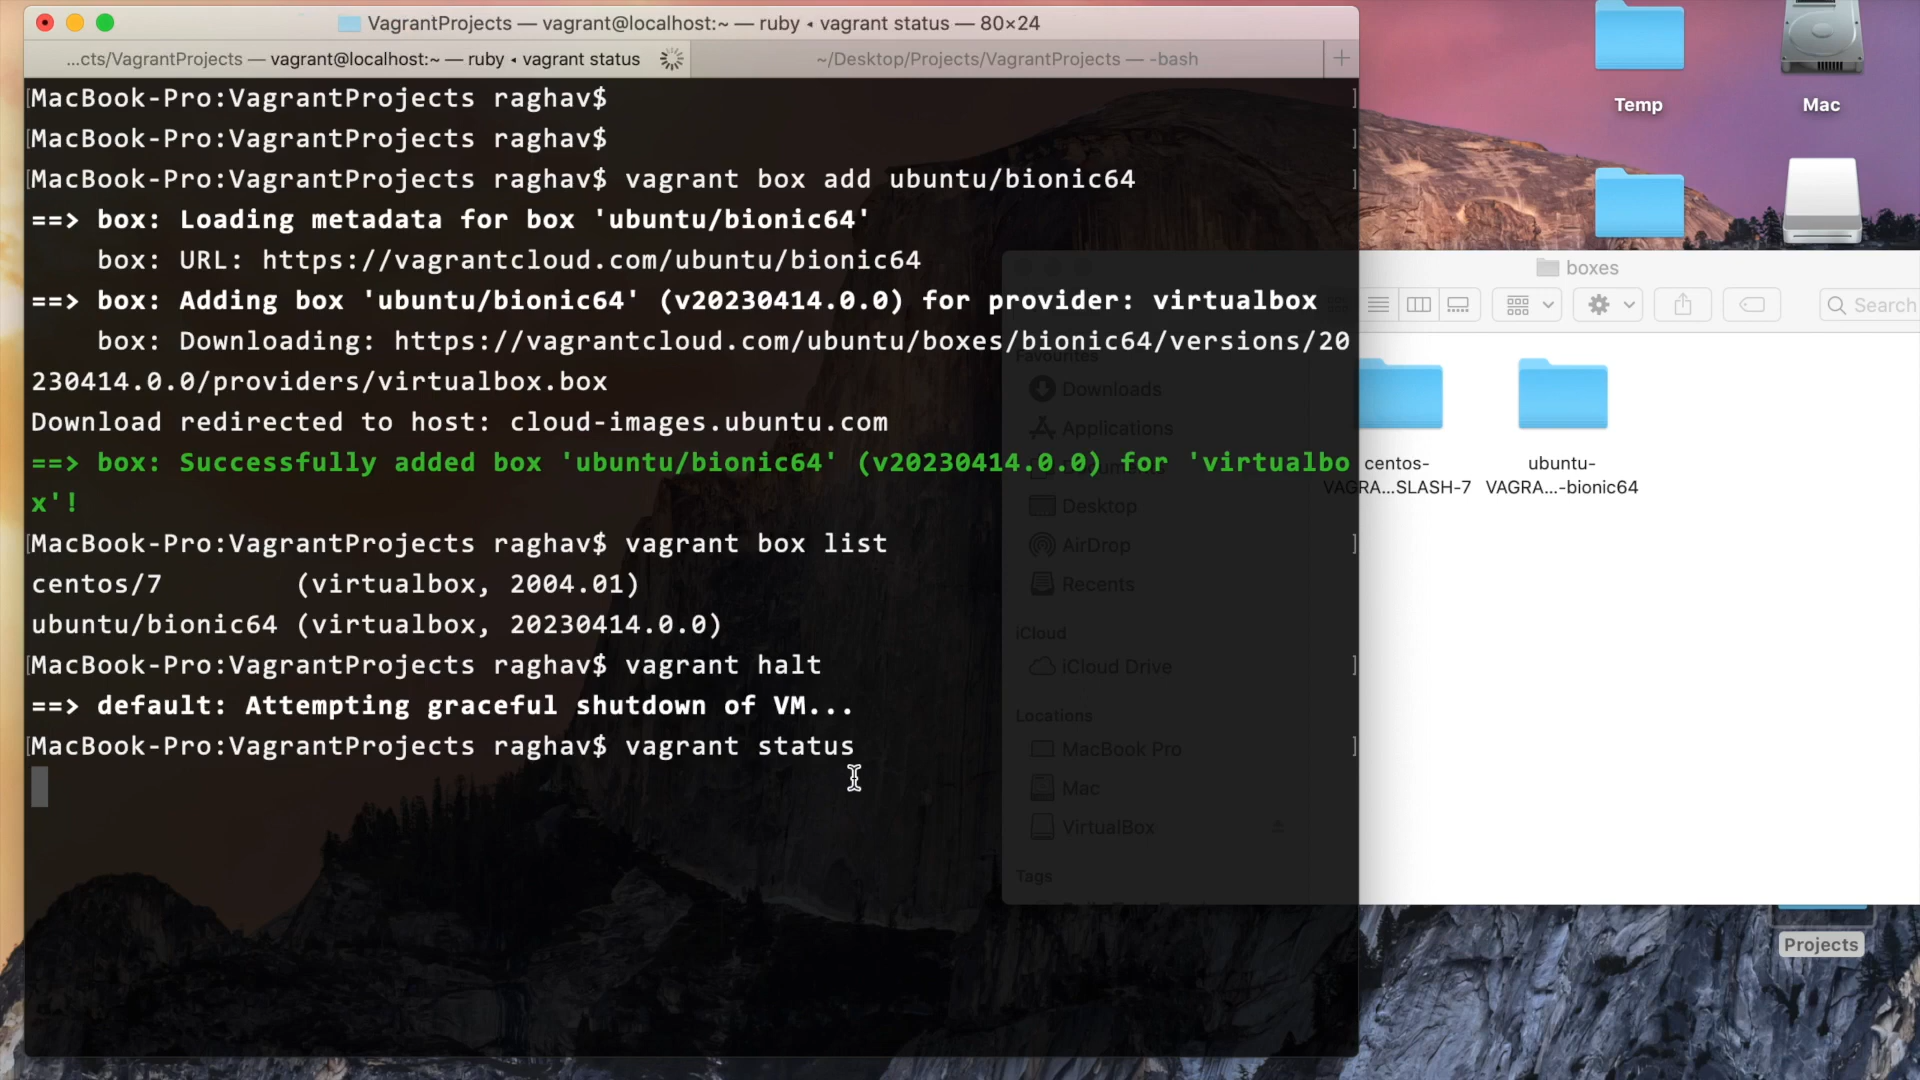 VagrantProjects — vagrant@localhost:~ — ruby ◂ vagrant status — 80×24
...cts/VagrantProjects — vagrant@localhost:~ — ruby ◂ vagrant status
~/Desktop/Projects/VagrantProjects — -bash
MacBook-Pro:VagrantProjects raghav$
MacBook-Pro:VagrantProjects raghav$
MacBook-Pro:VagrantProjects raghav$ vagrant box add ubuntu/bionic64
==> box: Loading metadata for box 'ubuntu/bionic64'
box: URL: https://vagrantcloud.com/ubuntu/bionic64
==> box: Adding box 'ubuntu/bionic64' (v20230414.0.0) for provider: virtualbox
box: Downloading: https://vagrantcloud.com/ubuntu/boxes/bionic64/versions/20
230414.0.0/providers/virtualbox.box
Download redirected to host: cloud-images.ubuntu.com
==> box: Successfully added box 'ubuntu/bionic64' (v20230414.0.0) for 'virtualbo
x'!
MacBook-Pro:VagrantProjects raghav$ vagrant box list
centos/7 (virtualbox, 2004.01)
ubuntu/bionic64 (virtualbox, 20230414.0.0)
MacBook-Pro:VagrantProjects raghav$ vagrant halt
==> default: Attempting graceful shutdown of VM...
MacBook-Pro:VagrantProjects raghav$ vagrant status
Temp
Mac
boxes
Search
Favourites
Downloads
Applications
Desktop
AirDrop
Recents
iCloud
iCloud Drive
Locations
MacBook Pro
Mac
VirtualBox
Tags
centos-
VAGRA...SLASH-7
ubuntu-
VAGRA...-bionic64
Projects